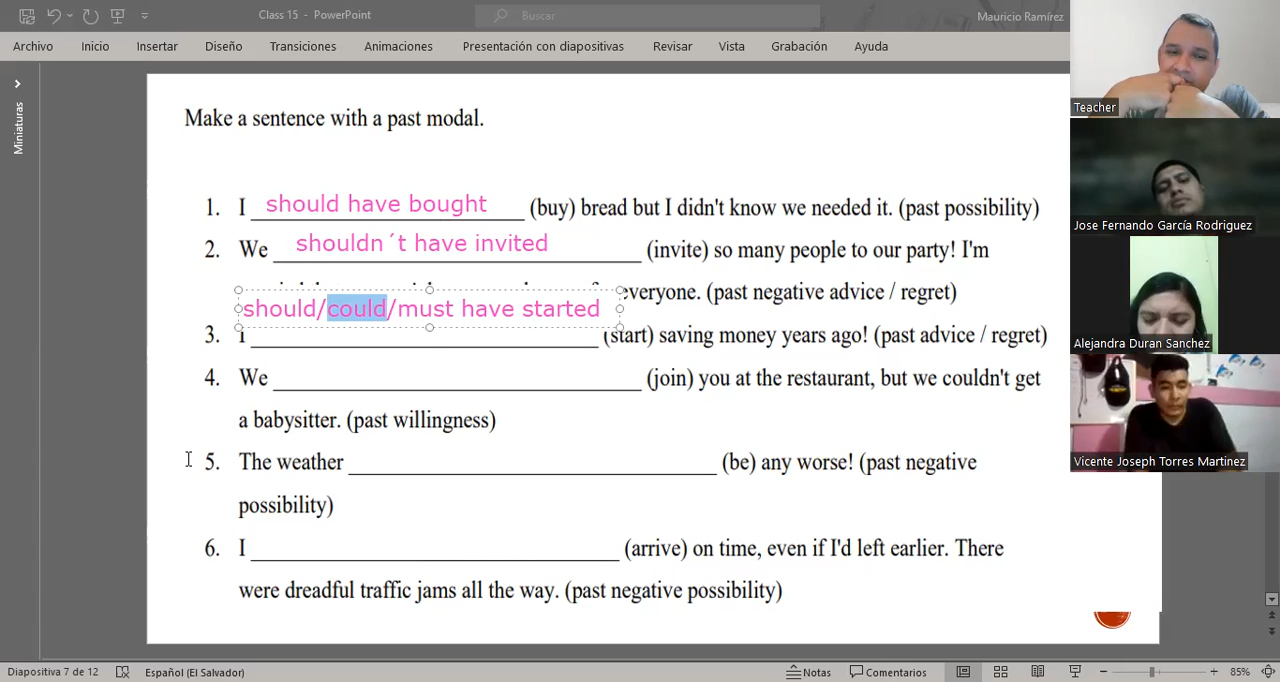 Class 15 - PowerPoint
Buscar
Mauricio Ramírez
Archivo Inicio Insertar Diseño Transiciones Animaciones Presentación con diapositivas Revisar Vista Grabación Ayuda
Miniaturas
Make a sentence with a past modal.
1. I should have bought (buy) bread but I didn't know we needed it. (past possibility)
2. We shouldn´t have invited (invite) so many people to our party! I'm
everyone. (past negative advice / regret)
should/could/must have started
3. I (start) saving money years ago! (past advice / regret)
4. We (join) you at the restaurant, but we couldn't get
a babysitter. (past willingness)
5. The weather (be) any worse! (past negative
possibility)
6. I (arrive) on time, even if I'd left earlier. There
were dreadful traffic jams all the way. (past negative possibility)
Teacher
Jose Fernando García Rodriguez
Alejandra Duran Sanchez
Vicente Joseph Torres Martinez
Diapositiva 7 de 12 Español (El Salvador) Notas Comentarios 85%